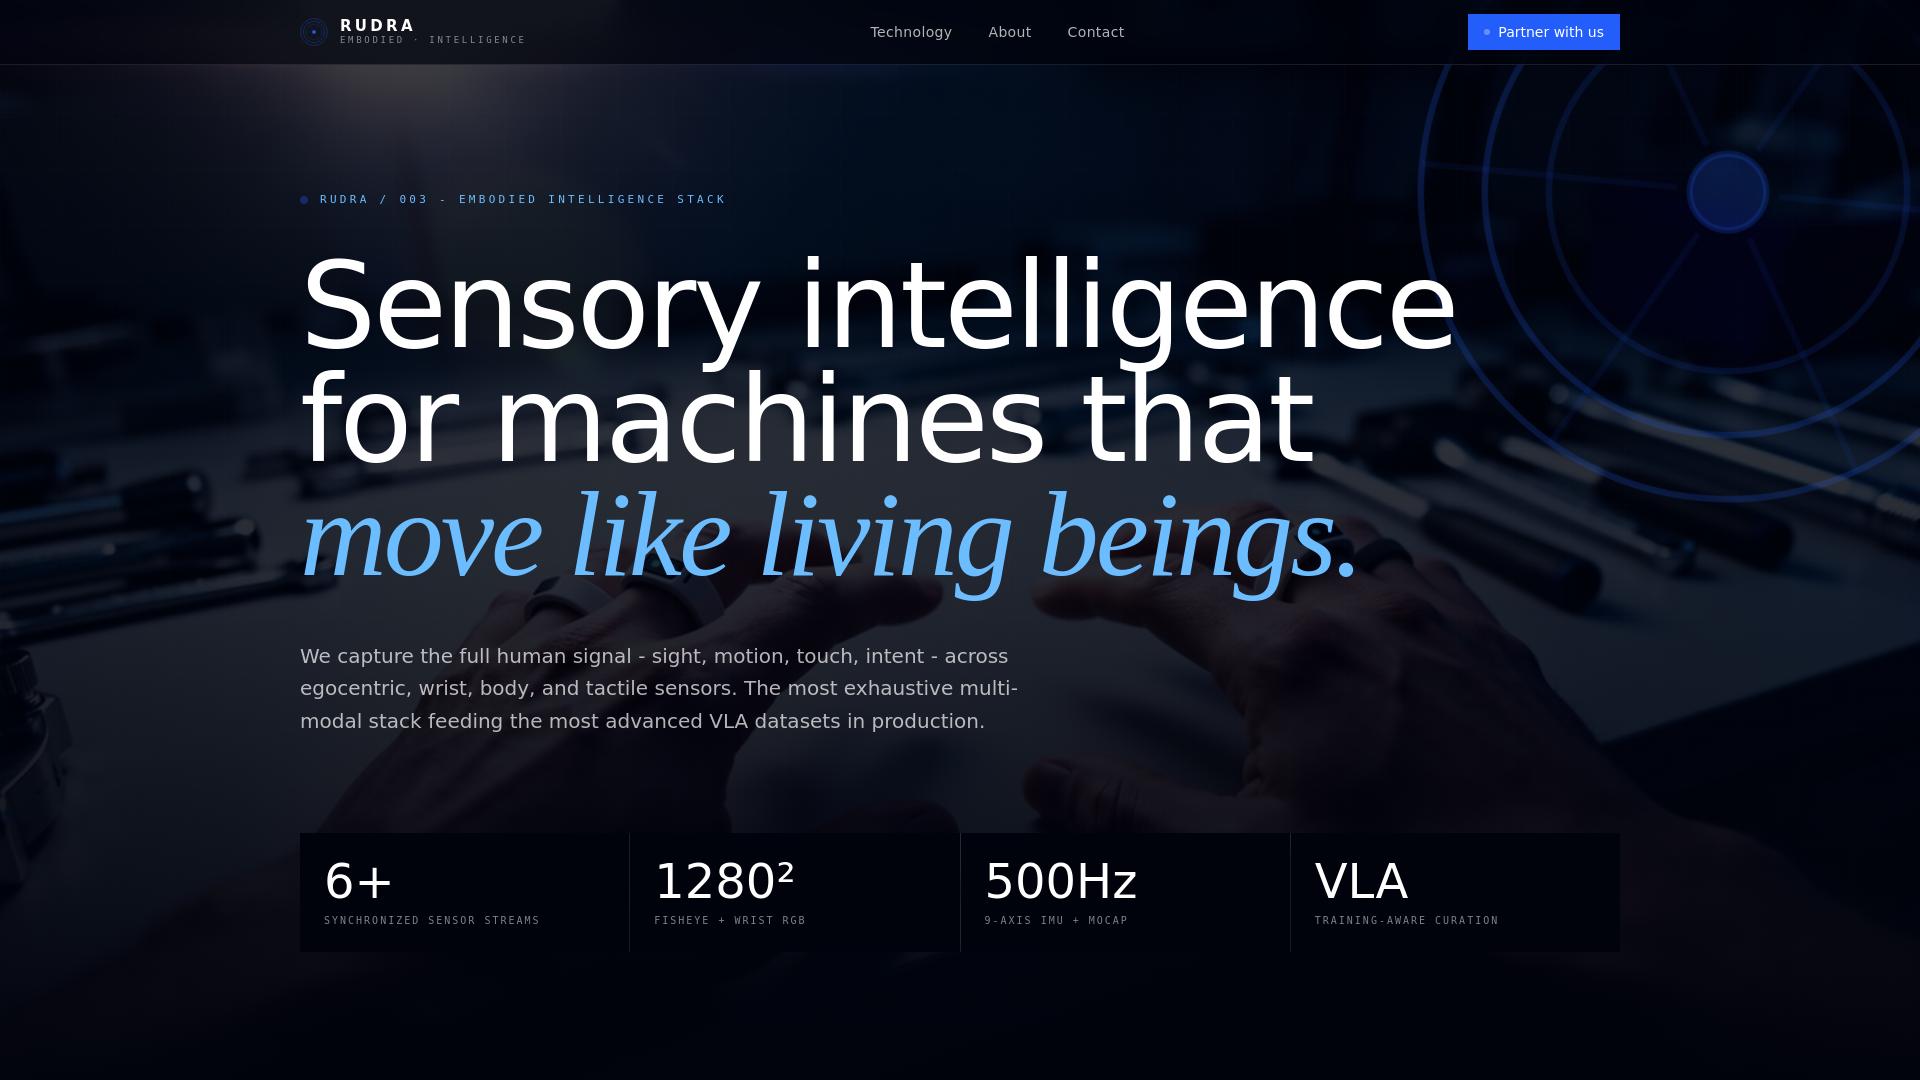 RUDRA
EMBODIED · INTELLIGENCE
Technology
About
Contact
Partner with us
RUDRA / 003 - EMBODIED INTELLIGENCE STACK
Sensory intelligence
for machines that
move like living beings.
We capture the full human signal - sight, motion, touch, intent - across
egocentric, wrist, body, and tactile sensors. The most exhaustive multi-
modal stack feeding the most advanced VLA datasets in production.
6+
SYNCHRONIZED SENSOR STREAMS
1280²
FISHEYE + WRIST RGB
500Hz
9-AXIS IMU + MOCAP
VLA
TRAINING-AWARE CURATION